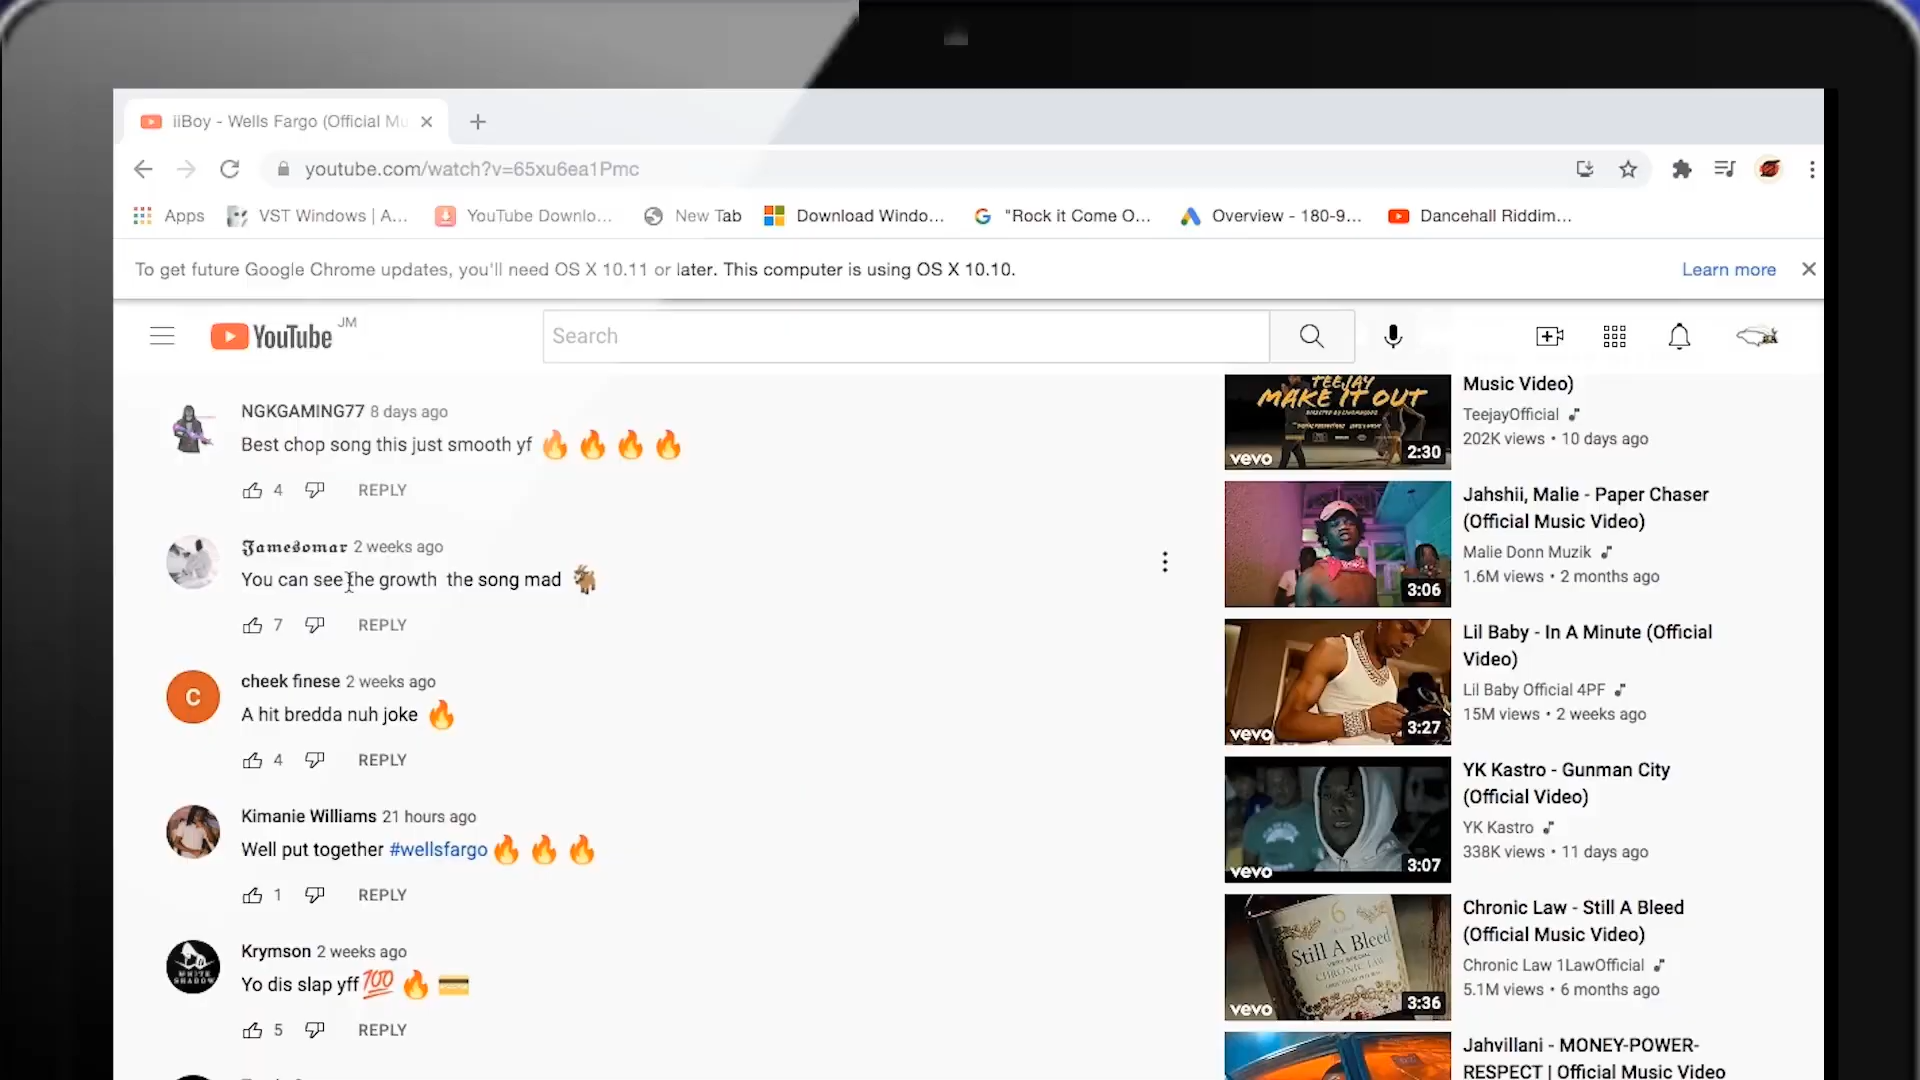 iiBoy - Wells Fargo (Official Mu
youtube.com/watch?v=65xu6ea1Pmc
Apps
VST Windows | A...
YouTube Downlo...
New Tab
Download Windo...
"Rock it Come O...
Overview - 180-9...
Dancehall Riddim...
To get future Google Chrome updates, you'll need OS X 10.11 or later. This computer is using OS X 10.10.
Learn more
YouTube JM
Search
NGKGAMING77 8 days ago
Best chop song this just smooth yf 🔥 🔥 🔥 🔥
4 REPLY
𝕵𝖆𝖒𝖊𝖘𝖔𝖒𝖆𝖗 2 weeks ago
You can see the growth the song mad 🐐
7 REPLY
C
cheek finese 2 weeks ago
A hit bredda nuh joke 🔥
4 REPLY
Kimanie Williams 21 hours ago
Well put together #wellsfargo 🔥 🔥 🔥
1 REPLY
WHITE
SHADOW
Krymson 2 weeks ago
Yo dis slap yff 💯 🔥 💳
5 REPLY
TEEJAY
MAKE IT OUT
vevo
2:30
Music Video)
TeejayOfficial
202K views • 10 days ago
3:06
Jahshii, Malie - Paper Chaser
(Official Music Video)
Malie Donn Muzik
1.6M views • 2 months ago
vevo
3:27
Lil Baby - In A Minute (Official
Video)
Lil Baby Official 4PF
15M views • 2 weeks ago
vevo
3:07
YK Kastro - Gunman City
(Official Video)
YK Kastro
338K views • 11 days ago
6
Still A Bleed
CHRONIC LAW
vevo
3:36
Chronic Law - Still A Bleed
(Official Music Video)
Chronic Law 1LawOfficial
5.1M views • 6 months ago
Jahvillani - MONEY-POWER-
RESPECT | Official Music Video